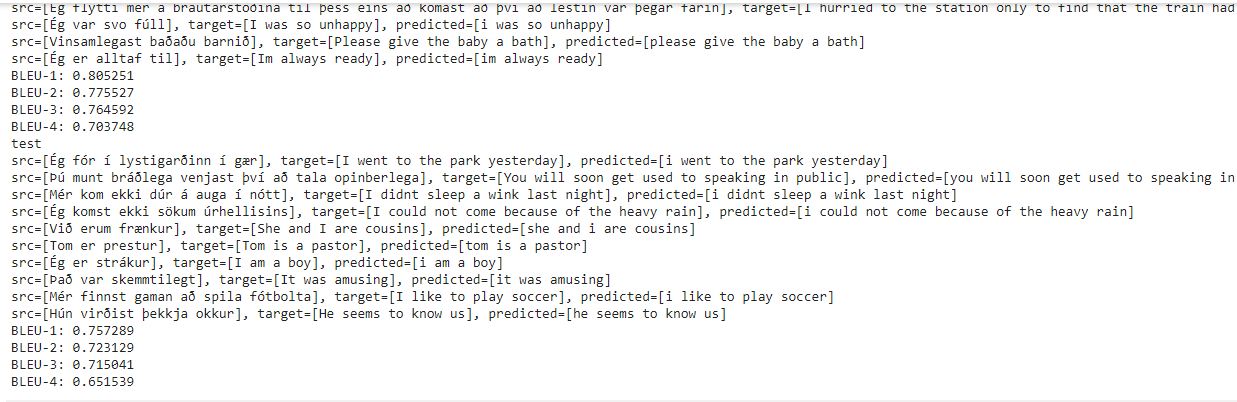 src=[Ég flýtti mér á brautarstöðina til þess eins að komast að því að lestin var þegar farin], target=[I hurried to the station only to find that the train had
src=[Ég var svo fúll], target=[I was so unhappy], predicted=[i was so unhappy]
src=[Vinsamlegast baðaðu barnið], target=[Please give the baby a bath], predicted=[please give the baby a bath]
src=[Ég er alltaf til], target=[Im always ready], predicted=[im always ready]
BLEU-1: 0.805251
BLEU-2: 0.775527
BLEU-3: 0.764592
BLEU-4: 0.703748
test
src=[Ég fór í lystigarðinn í gær], target=[I went to the park yesterday], predicted=[i went to the park yesterday]
src=[Þú munt bráðlega venjast því að tala opinberlega], target=[You will soon get used to speaking in public], predicted=[you will soon get used to speaking in
src=[Mér kom ekki dúr á auga í nótt], target=[I didnt sleep a wink last night], predicted=[i didnt sleep a wink last night]
src=[Ég komst ekki sökum úrhellisins], target=[I could not come because of the heavy rain], predicted=[i could not come because of the heavy rain]
src=[Við erum frænkur], target=[She and I are cousins], predicted=[she and i are cousins]
src=[Tom er prestur], target=[Tom is a pastor], predicted=[tom is a pastor]
src=[Ég er strákur], target=[I am a boy], predicted=[i am a boy]
src=[Það var skemmtilegt], target=[It was amusing], predicted=[it was amusing]
src=[Mér finnst gaman að spila fótbolta], target=[I like to play soccer], predicted=[i like to play soccer]
src=[Hún virðist þekkja okkur], target=[He seems to know us], predicted=[he seems to know us]
BLEU-1: 0.757289
BLEU-2: 0.723129
BLEU-3: 0.715041
BLEU-4: 0.651539